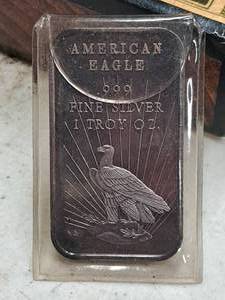 AMERICAN
EAGLE
.999
FINE SILVER
1 TROY OZ.